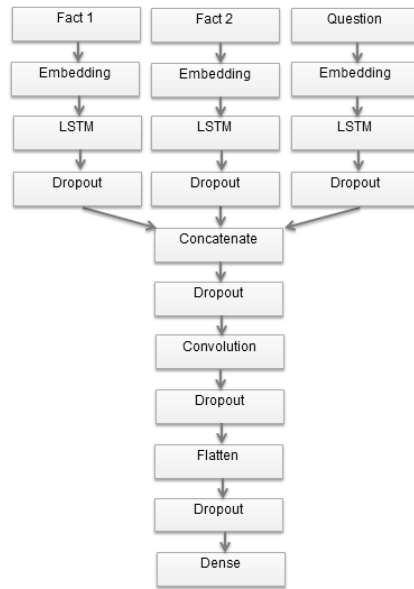 Fact 1
Fact 2
Question
Embedding
Embedding
Embedding
LSTM
LSTM
LSTM
Dropout
Dropout
Dropout
Concatenate
Dropout
Convolution
Dropout
Flatten
Dropout
Dense